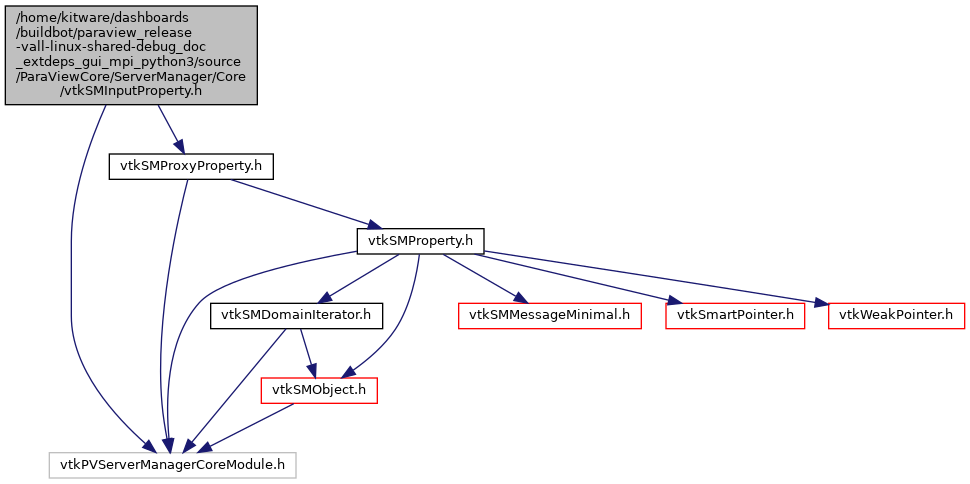 /home/kitware/dashboards
/buildbot/paraview_release
-vall-linux-shared-debug_doc
_extdeps_gui_mpi_python3/source
/ParaViewCore/ServerManager/Core
/vtkSMInputProperty.h
vtkSMProxyProperty.h
vtkSMProperty.h
vtkSMDomainIterator.h
vtkSMMessageMinimal.h
vtkSmartPointer.h
vtkWeakPointer.h
vtkSMObject.h
vtkPVServerManagerCoreModule.h